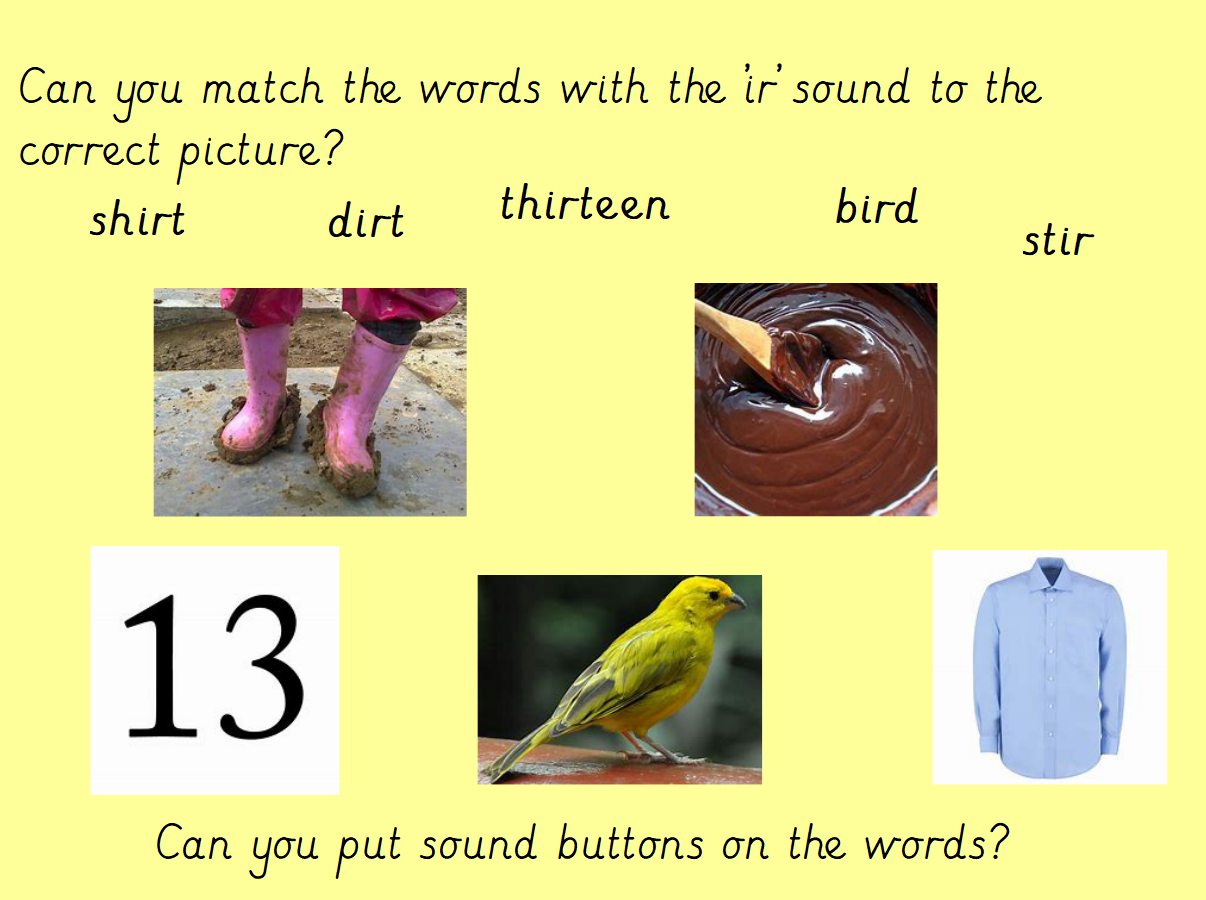 Can you match the words with the 'ir' sound to the
correct picture?
shirt dirt thirteen bird stir
13
Can you put sound buttons on the words?